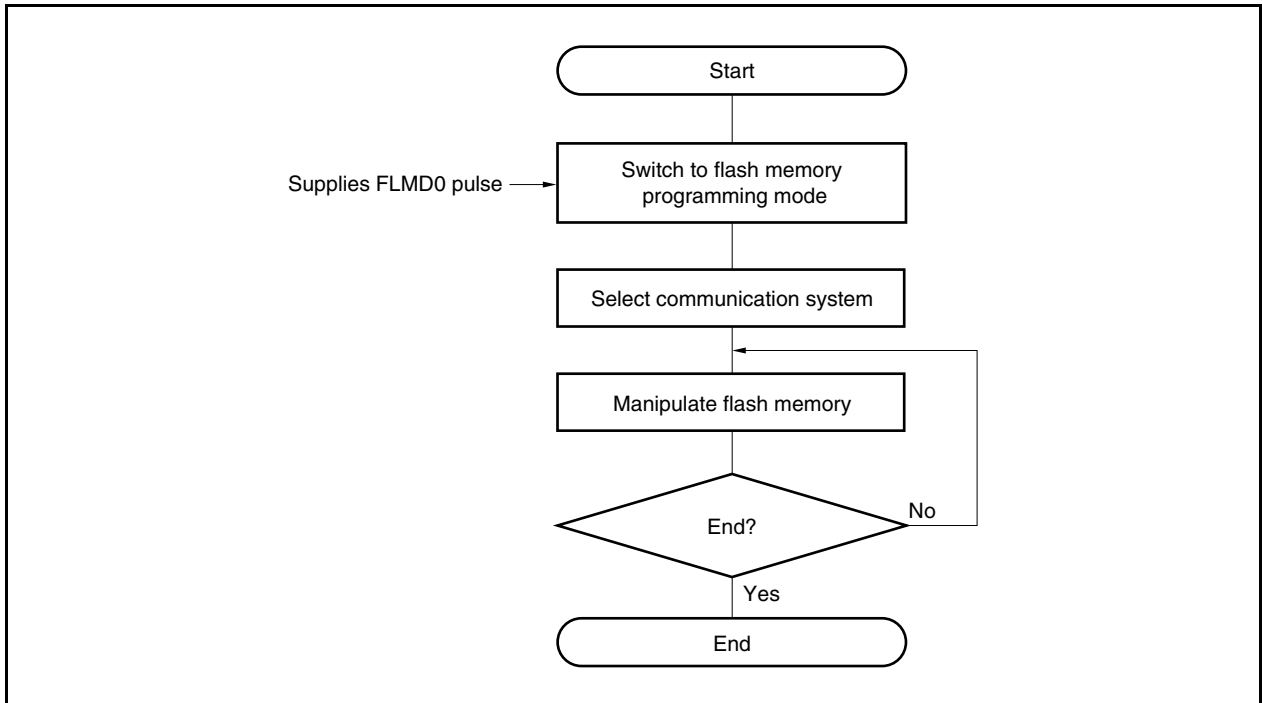 Start
Supplies FLMD0 pulse
Switch to flash memory
programming mode
Select communication system
Manipulate flash memory
End?
No
Yes
End